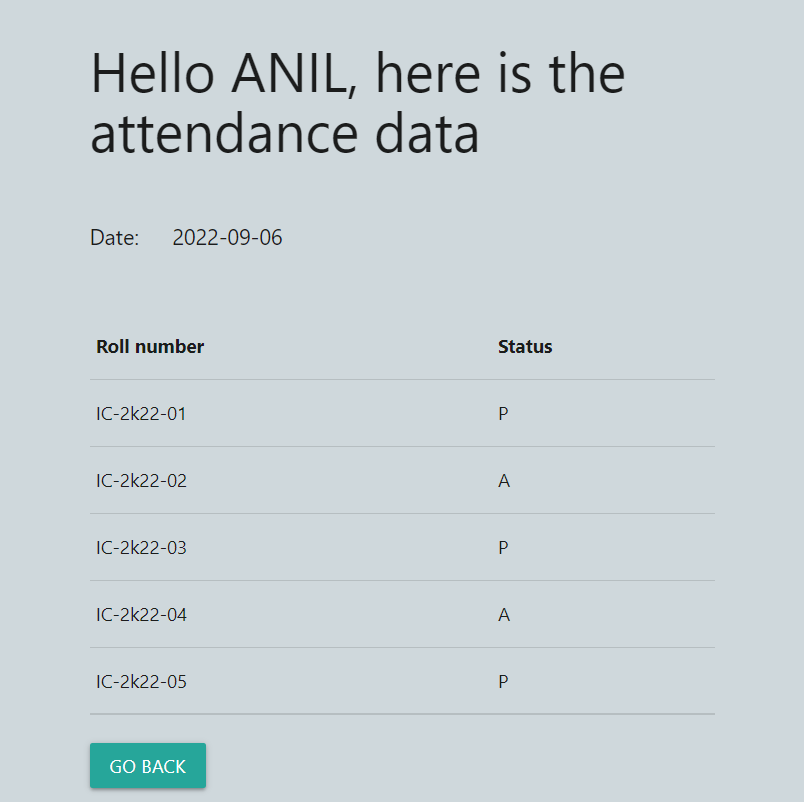 Hello ANIL, here is the
attendance data
Date: 2022-09-06
Roll number Status
IC-2k22-01 P
IC-2k22-02 A
IC-2k22-03 P
IC-2k22-04 A
IC-2k22-05 P
GO BACK